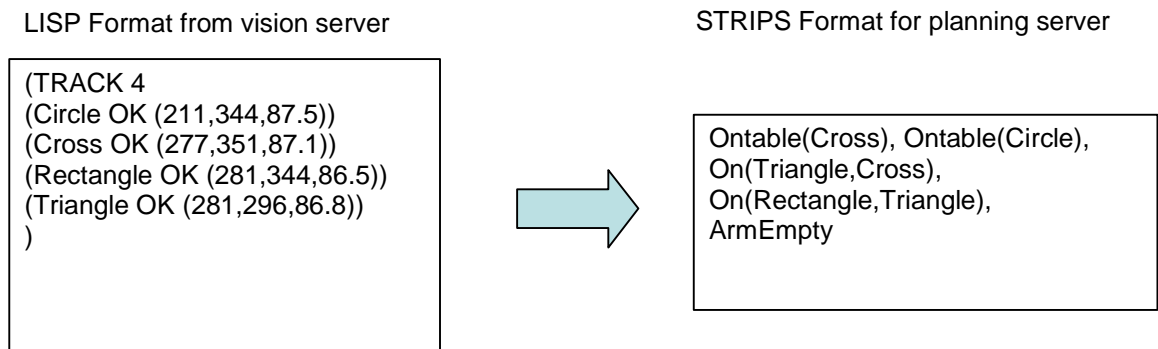 LISP Format from vision server
(TRACK 4
(Circle OK (211,344,87.5))
(Cross OK (277,351,87.1))
(Rectangle OK (281,344,86.5))
(Triangle OK (281,296,86.8))
)
STRIPS Format for planning server
Ontable(Cross), Ontable(Circle),
On(Triangle,Cross),
On(Rectangle,Triangle),
ArmEmpty